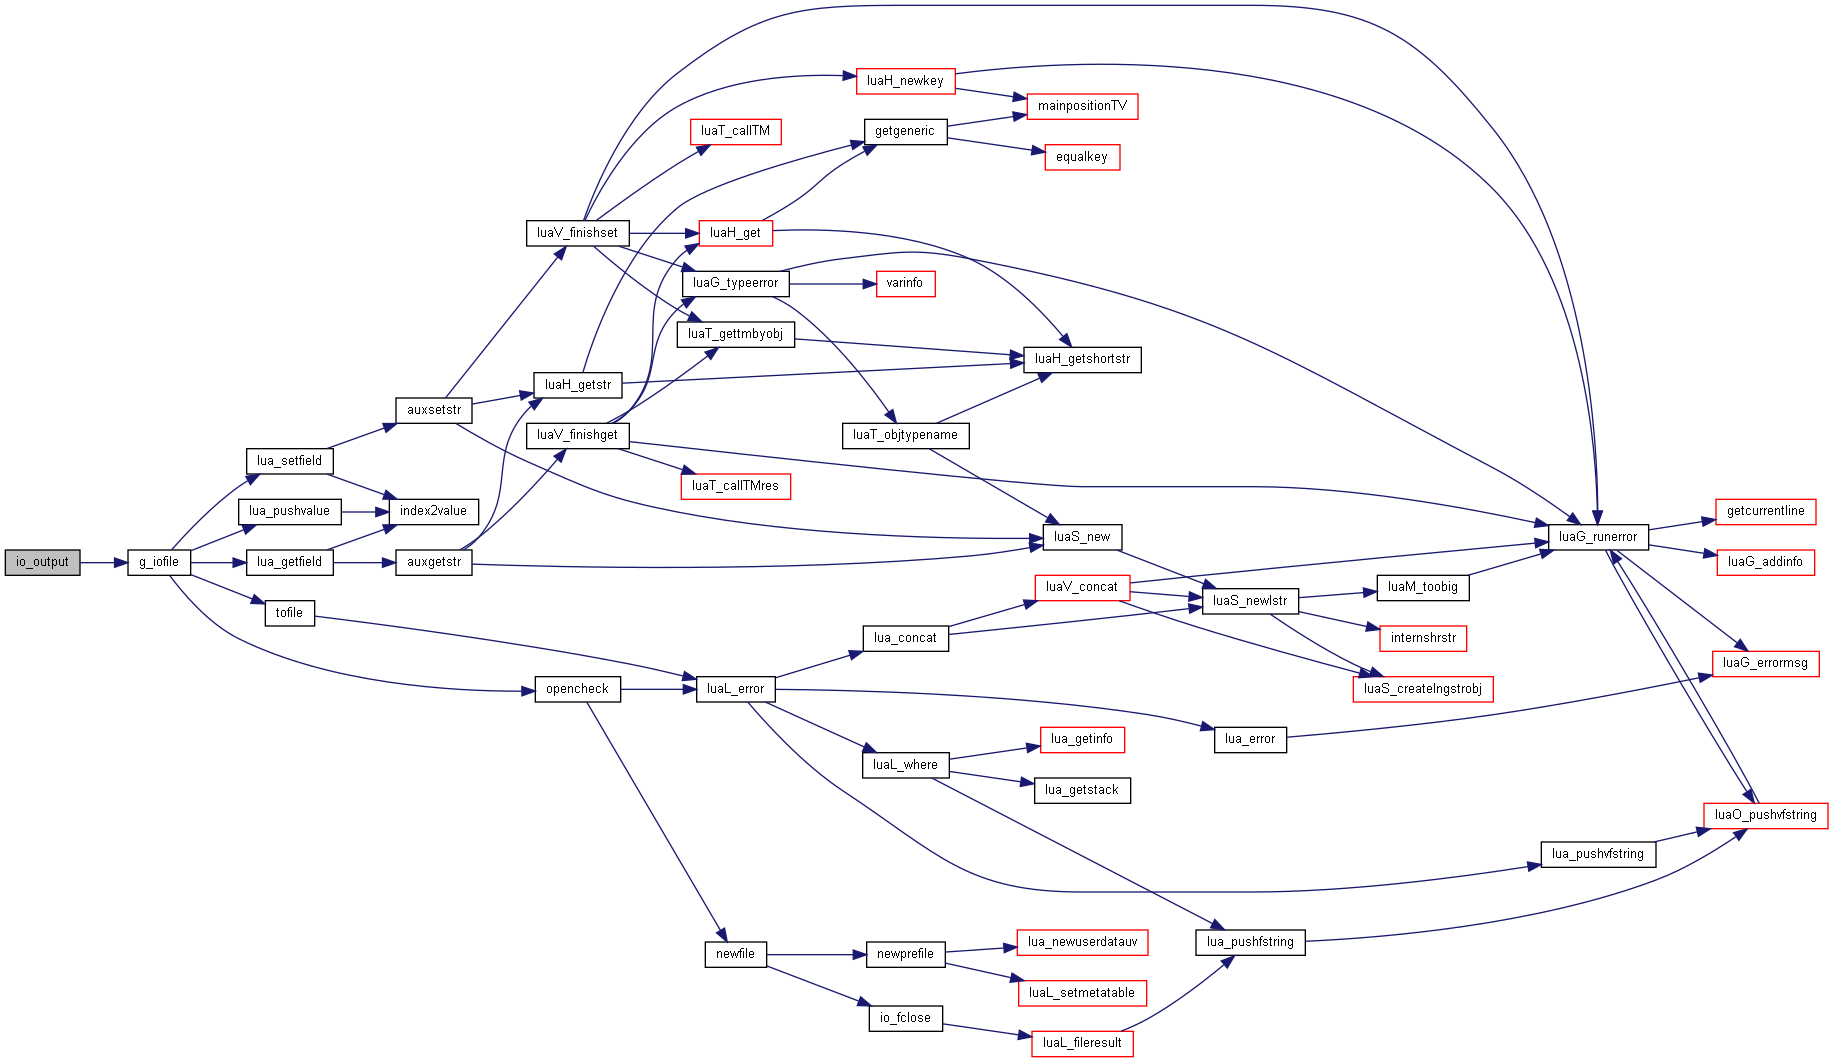 luaH_newkey
mainpositionTV
luaT_callTM
getgeneric
equalkey
luaV_finishset
luaH_get
luaG_typeerror
varinfo
luaT_gettmbyobj
luaH_getshortstr
luaH_getstr
auxsetstr
luaV_finishget
luaT_objtypename
lua_setfield
luaT_callTMres
lua_pushvalue
index2value
getcurrentline
luaS_new
luaG_runerror
io_output
g_iofile
lua_getfield
auxgetstr
luaG_addinfo
luaV_concat
luaM_toobig
luaS_newlstr
tofile
lua_concat
internshrstr
luaG_errormsg
opencheck
luaL_error
luaS_createlngstrobj
lua_getinfo
lua_error
luaL_where
lua_getstack
luaO_pushvfstring
lua_pushvfstring
lua_newuserdatauv
lua_pushfstring
newfile
newprefile
luaL_setmetatable
io_fclose
luaL_fileresult